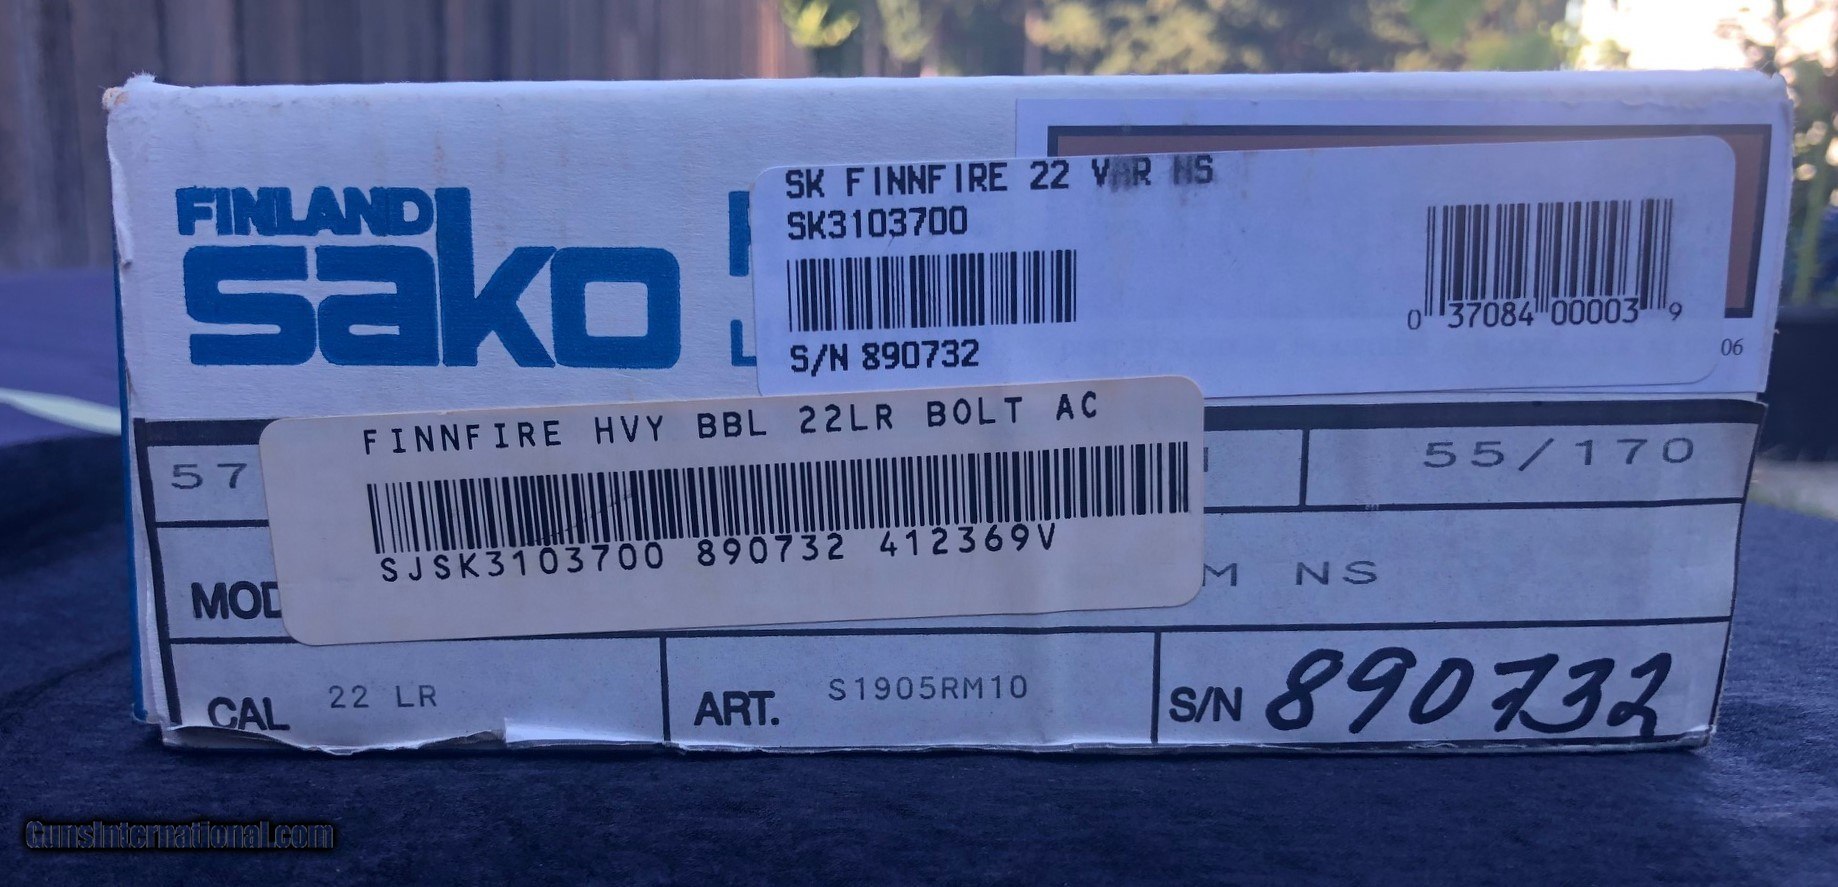 FINLAND
sako
SK FINNFIRE 22 VAR NS
SK3103700
S/N 890732
0 37084 00003 9
06
FINNFIRE HVY BBL 22LR BOLT AC
SJSK3103700 890732 412369V
57
55/170
MOD
M NS
CAL 22 LR
ART. S1905RM10
S/N 890732
GunsInternational.com